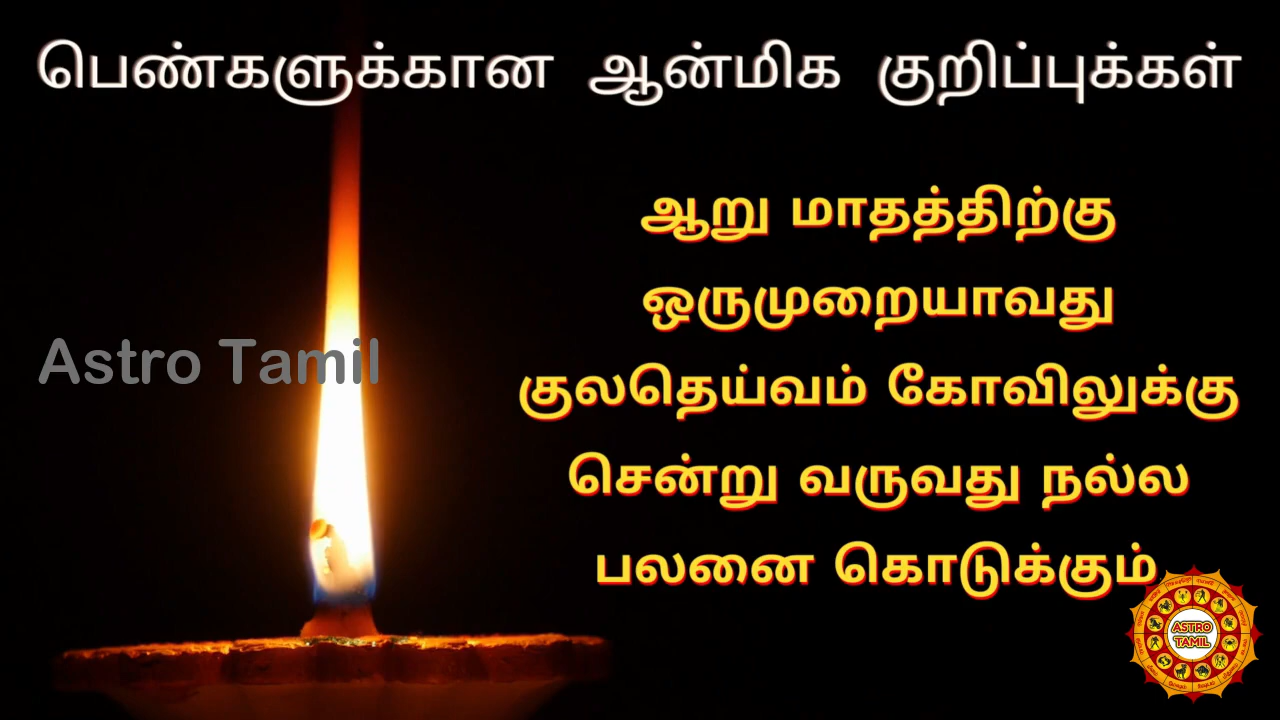 பெண்களுக்கான ஆன்மிக குறிப்புக்கள்
ஆறு மாதத்திற்கு
ஒருமுறையாவது
குலதெய்வம் கோவிலுக்கு
சென்று வருவது நல்ல
பலனை கொடுக்கும்
Astro Tamil
ASTRO
TAMIL